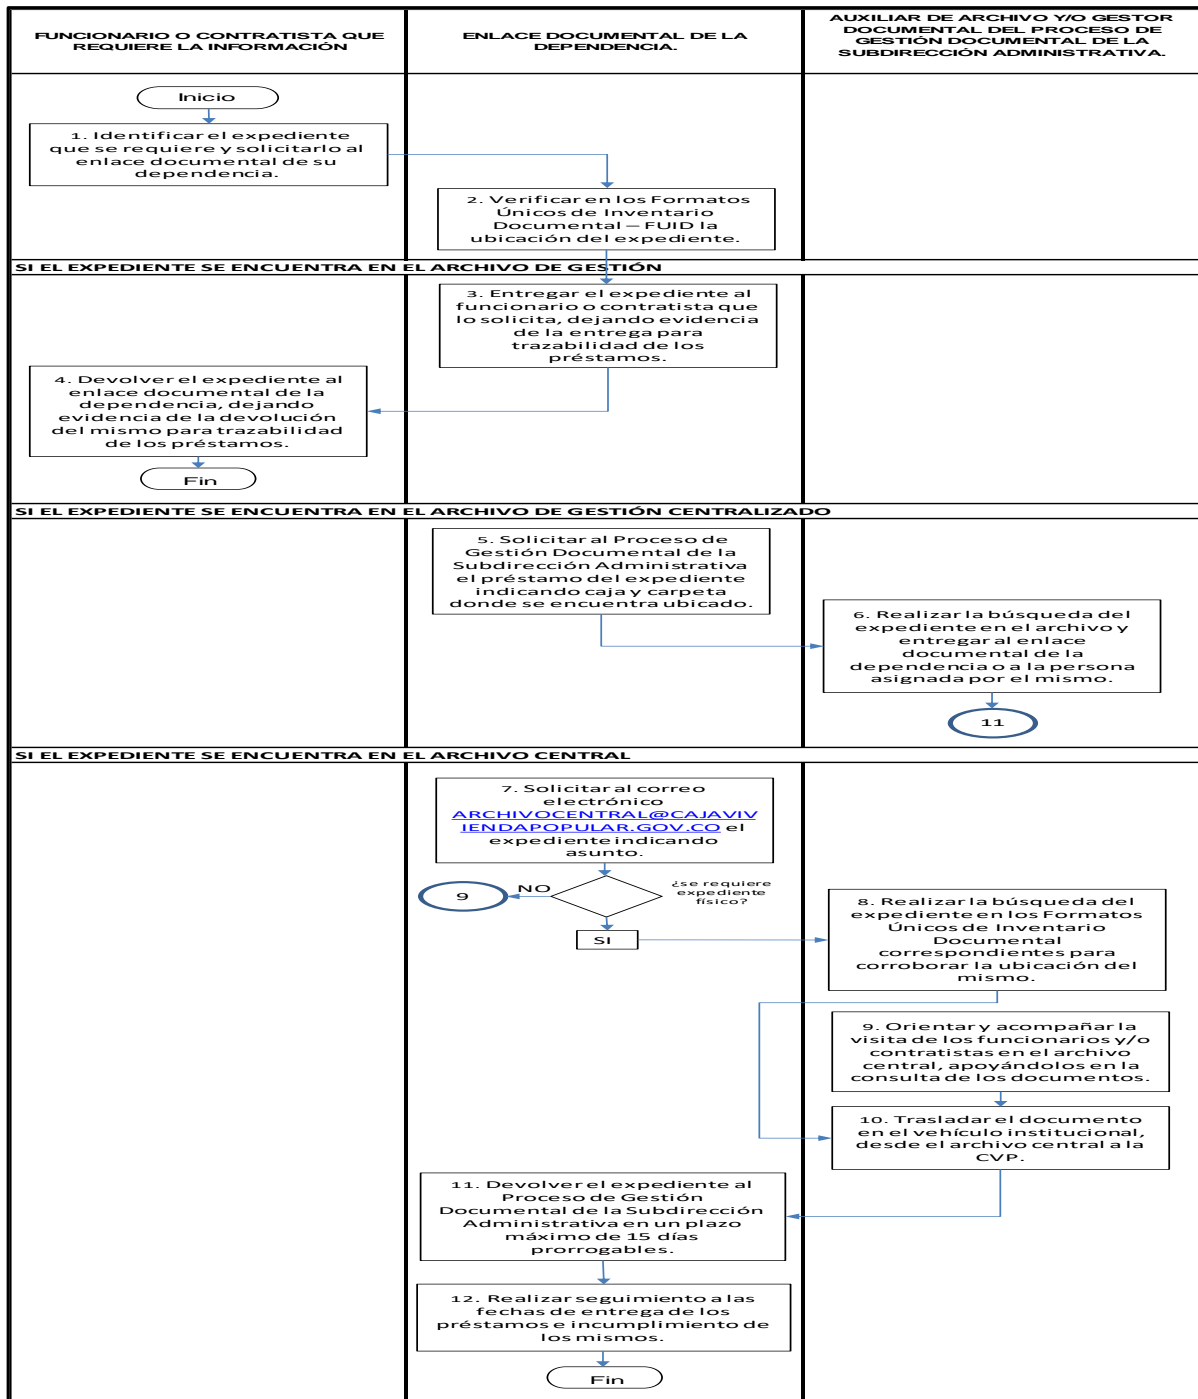 FUNCIONARIO O CONTRATISTA QUE
REQUIERE LA INFORMACIÓN
ENLACE DOCUMENTAL DE LA
DEPENDENCIA.
AUXILIAR DE ARCHIVO Y/O GESTOR
DOCUMENTAL DEL PROCESO DE
GESTIÓN DOCUMENTAL DE LA
SUBDIRECCIÓN ADMINISTRATIVA.
Inicio
1. Identificar el expediente
que se requiere y solicitarlo al
enlace documental de su
dependencia.
2. Verificar en los Formatos
Únicos de Inventario
Documental – FUID la
ubicación del expediente.
SI EL EXPEDIENTE SE ENCUENTRA EN EL ARCHIVO DE GESTIÓN
3. Entregar el expediente al
funcionario o contratista que
lo solicita, dejando evidencia
de la entrega para
trazabilidad de los
préstamos.
4. Devolver el expediente al
enlace documental de la
dependencia, dejando
evidencia de la devolución
del mismo para trazabilidad
de los préstamos.
Fin
SI EL EXPEDIENTE SE ENCUENTRA EN EL ARCHIVO DE GESTIÓN CENTRALIZADO
5. Solicitar al Proceso de
Gestión Documental de la
Subdirección Administrativa
el préstamo del expediente
indicando caja y carpeta
donde se encuentra ubicado.
6. Realizar la búsqueda del
expediente en el archivo y
entregar al enlace
documental de la
dependencia o a la persona
asignada por el mismo.
11
SI EL EXPEDIENTE SE ENCUENTRA EN EL ARCHIVO CENTRAL
7. Solicitar al correo
electrónico
ARCHIVOCENTRAL@CAJAVIV
IENDAPOPULAR.GOV.CO el
expediente indicando
asunto.
¿se requiere
expediente
físico?
NO
9
SI
8. Realizar la búsqueda del
expediente en los Formatos
Únicos de Inventario
Documental
correspondientes para
corroborar la ubicación del
mismo.
9. Orientar y acompañar la
visita de los funcionarios y/o
contratistas en el archivo
central, apoyándolos en la
consulta de los documentos.
10. Trasladar el documento
en el vehículo institucional,
desde el archivo central a la
CVP.
11. Devolver el expediente al
Proceso de Gestión
Documental de la Subdirección
Administrativa en un plazo
máximo de 15 días
prorrogables.
12. Realizar seguimiento a las
fechas de entrega de los
préstamos e incumplimiento de
los mismos.
Fin